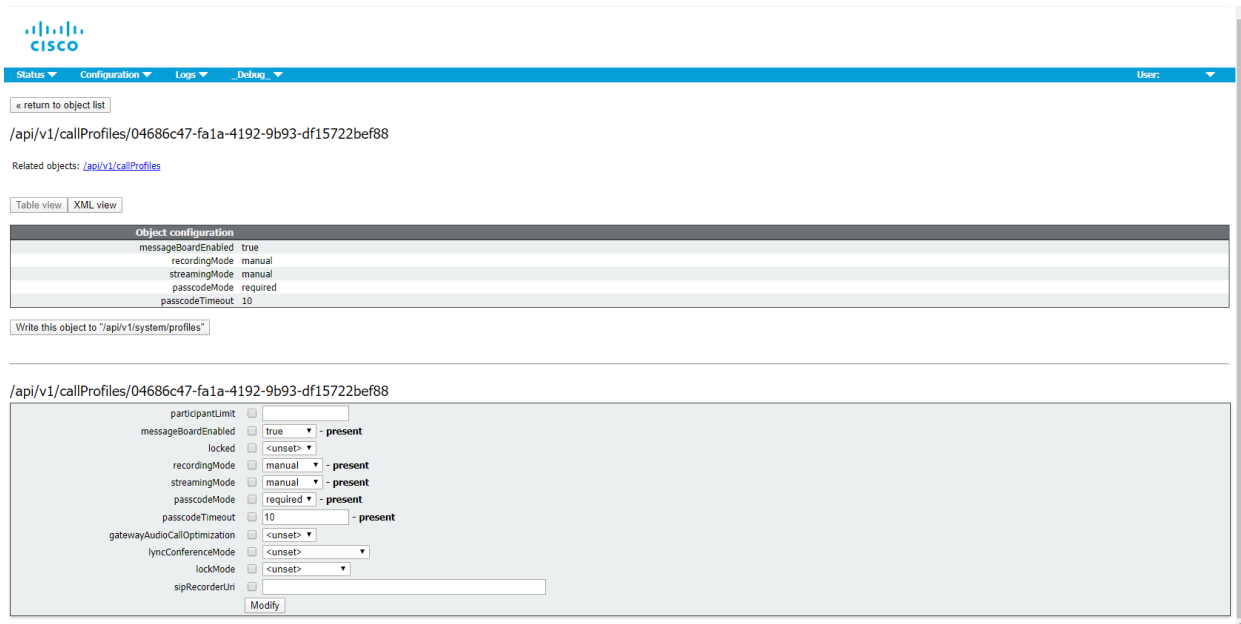 CISCO
Status Configuration Logs _Debug_ User:
« return to object list
/api/v1/callProfiles/04686c47-fa1a-4192-9b93-df15722bef88
Related objects: /api/v1/callProfiles
Table view XML view
Object configuration
messageBoardEnabled true
recordingMode manual
streamingMode manual
passcodeMode required
passcodeTimeout 10
Write this object to "/api/v1/system/profiles"
/api/v1/callProfiles/04686c47-fa1a-4192-9b93-df15722bef88
participantLimit
messageBoardEnabled true - present
locked <unset>
recordingMode manual - present
streamingMode manual - present
passcodeMode required - present
passcodeTimeout 10 - present
gatewayAudioCallOptimization <unset>
lyncConferenceMode <unset>
lockMode <unset>
sipRecorderUri
Modify